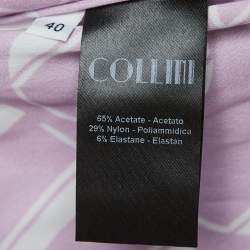 40
COLLINI
65% Acetate - Acetato
29% Nylon - Poliammidica
6% Elastane - Elastan